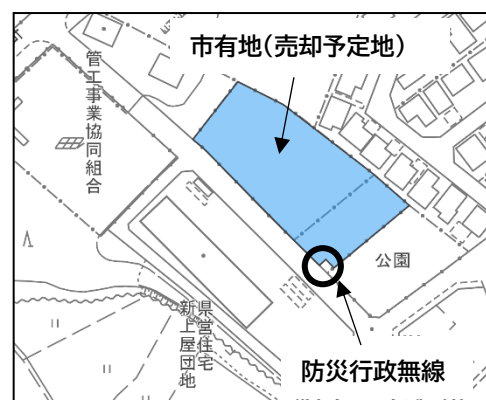 市有地(売却予定地)
管工事業協同組合
公園
県営住宅
新上屋団地
防災行政無線